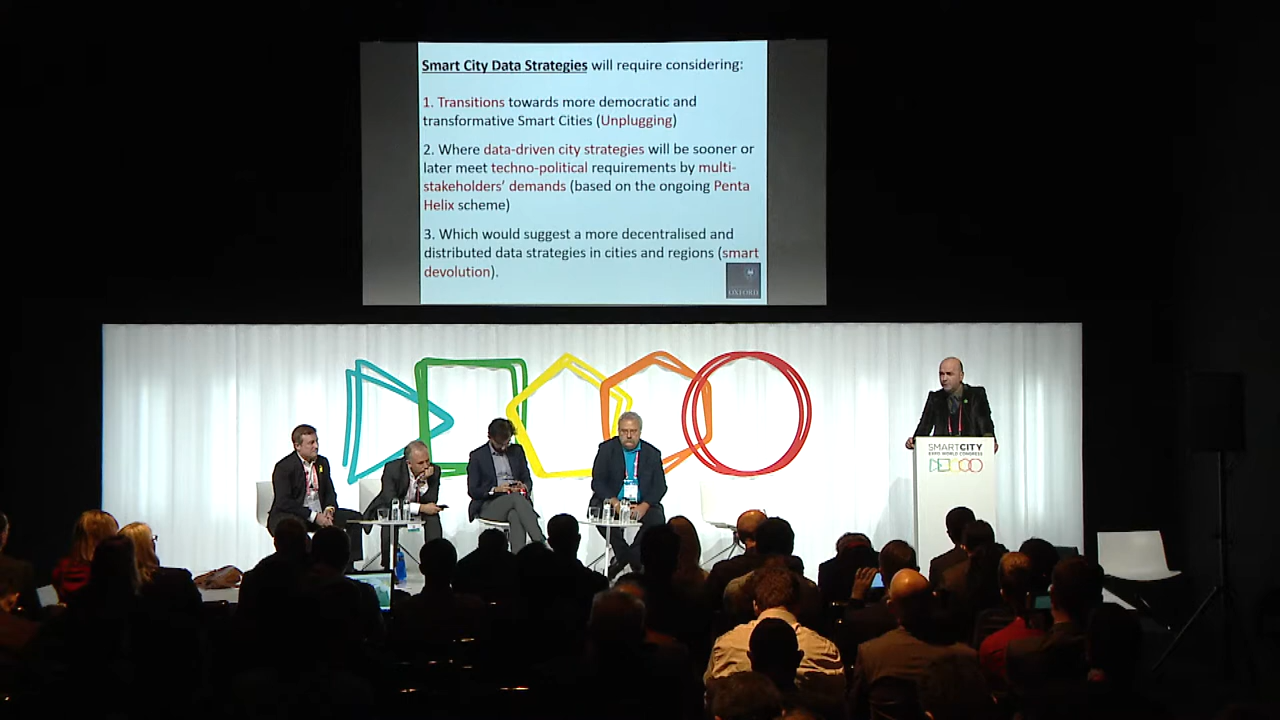 Smart City Data Strategies will require considering:
1. Transitions towards more democratic and
transformative Smart Cities (Unplugging)
2. Where data-driven city strategies will be sooner or
later meet techno-political requirements by multi-
stakeholders' demands (based on the ongoing Penta
Helix scheme)
3. Which would suggest a more decentralised and
distributed data strategies in cities and regions (smart
devolution).
OXFORD
SMARTCITY
EXPO WORLD CONGRESS